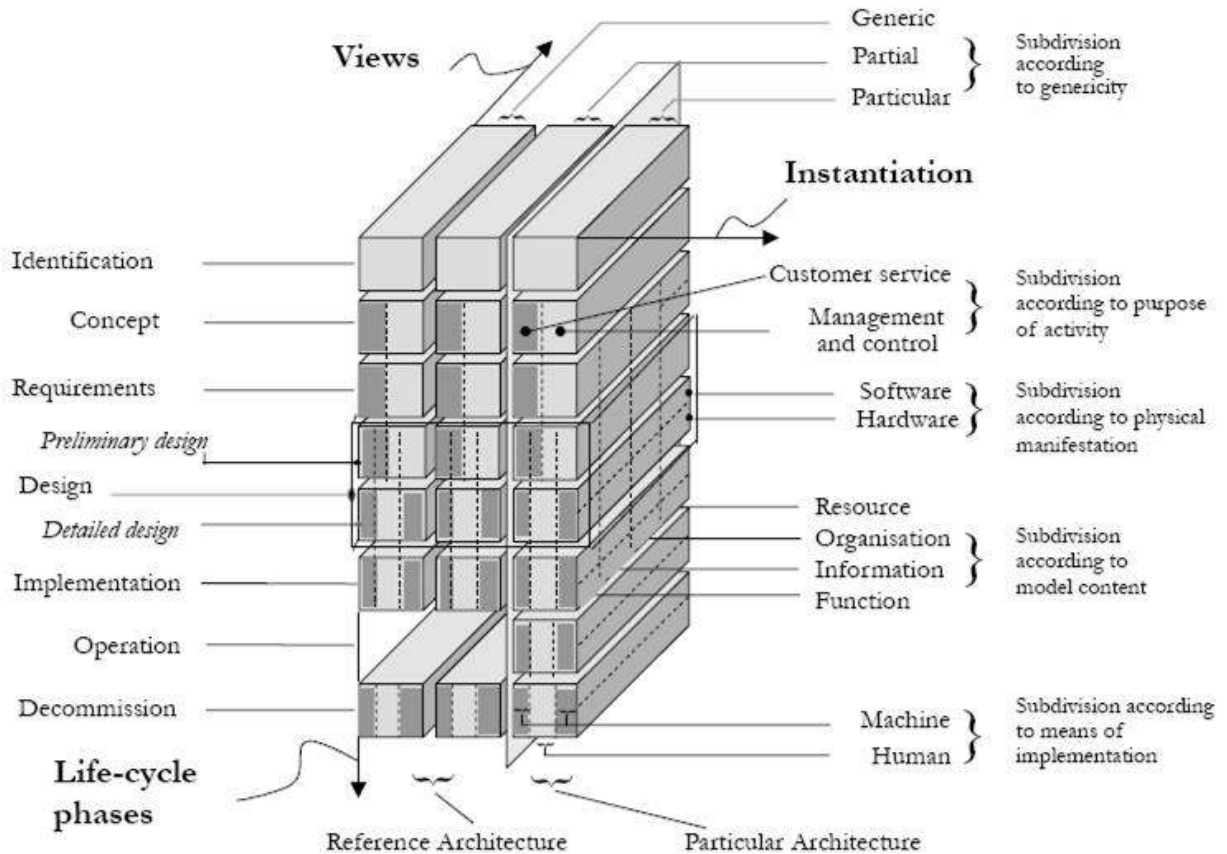 Generic
Views
Partial
Particular
Subdivision
according
to genericity
Instantiation
Identification
Customer service
Concept
Management
and control
Subdivision
according to purpose
of activity
Requirements
Software
Hardware
Subdivision
according to physical
manifestation
Preliminary design
Design
Detailed design
Resource
Organisation
Information
Function
Subdivision
according to
model content
Implementation
Operation
Decommission
Machine
Human
Subdivision according
to means of
implementation
Life-cycle
phases
Reference Architecture
Particular Architecture